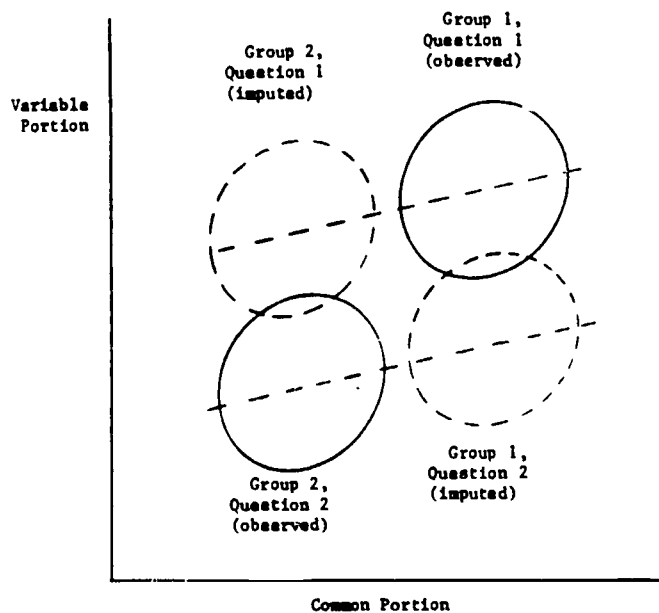 Group 1,
Question 1
(observed)
Group 2,
Question 1
(imputed)
Variable
Portion
Group 1,
Question 2
(imputed)
Group 2,
Question 2
(observed)
Common Portion